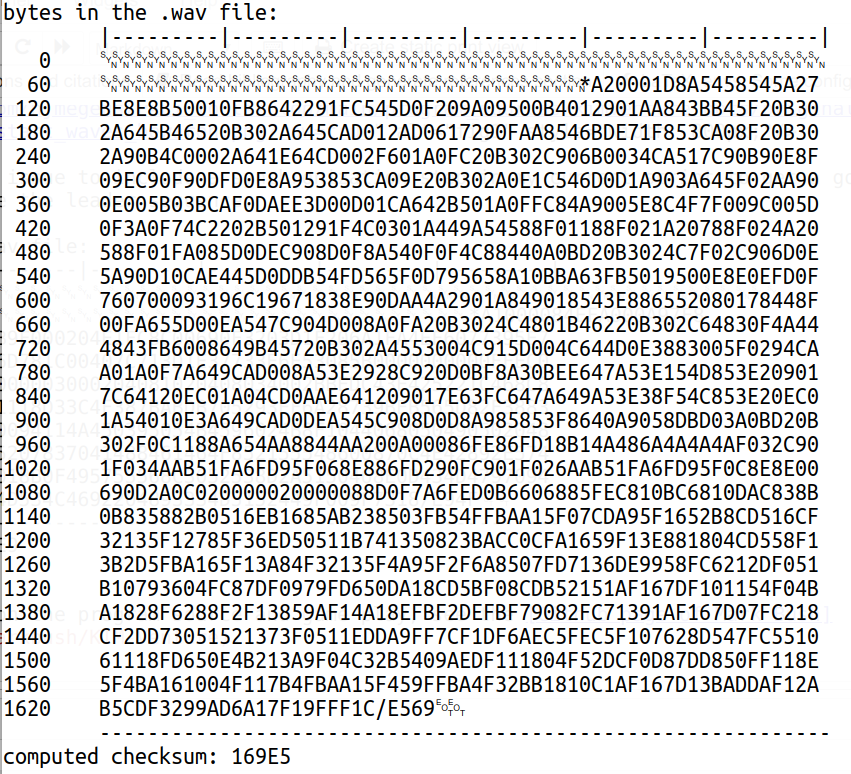 bytes in the .wav file:
|---------|---------|---------|---------|---------|---------|
0 ␖␖␖␖␖␖␖␖␖␖␖␖␖␖␖␖␖␖␖␖␖␖␖␖␖␖␖␖␖␖␖␖␖␖␖␖␖␖␖␖␖␖␖␖␖␖␖␖␖␖␖␖␖␖␖␖␖␖␖␖
60 ␖␖␖␖␖␖␖␖␖␖␖␖␖␖␖␖␖␖␖␖␖␖␖␖␖␖␖␖␖␖␖␖␖␖␖␖␖␖␖␖*A20001D8A5458545A27
120 BE8E8B50010FB8642291FC545D0F209A09500B4012901AA843BB45F20B30
180 2A645B46520B302A645CAD012AD0617290FAA8546BDE71F853CA08F20B30
240 2A90B4C0002A641E64CD002F601A0FC20B302C906B0034CA517C90B90E8F
300 09EC90F90DFD0E8A953853CA09E20B302A0E1C546D0D1A903A645F02AA90
360 0E005B03BCAF0DAEE3D00D01CA642B501A0FFC84A9005E8C4F7F009C005D
420 0F3A0F74C2202B501291F4C0301A449A54588F01188F021A20788F024A20
480 588F01FA085D0DEC908D0F8A540F0F4C88440A0BD20B3024C7F02C906D0E
540 5A90D10CAE445D0DDB54FD565F0D795658A10BBA63FB5019500E8E0EFD0F
600 760700093196C19671838E90DAA4A2901A849018543E886552080178448F
660 00FA655D00EA547C904D008A0FA20B3024C4801B46220B302C64830F4A44
720 4843FB6008649B45720B302A4553004C915D004C644D0E3883005F0294CA
780 A01A0F7A649CAD008A53E2928C920D0BF8A30BEE647A53E154D853E20901
840 7C64120EC01A04CD0AAE641209017E63FC647A649A53E38F54C853E20EC0
900 1A54010E3A649CAD0DEA545C908D0D8A985853F8640A9058DBD03A0BD20B
960 302F0C1188A654AA8844AA200A00086FE86FD18B14A486A4A4A4AF032C90
1020 1F034AAB51FA6FD95F068E886FD290FC901F026AAB51FA6FD95F0C8E8E00
1080 690D2A0C020000020000088D0F7A6FED0B6606885FEC810BC6810DAC838B
1140 0B835882B0516EB1685AB238503FB54FFBAA15F07CDA95F1652B8CD516CF
1200 32135F12785F36ED50511B741350823BACC0CFA1659F13E881804CD558F1
1260 3B2D5FBA165F13A84F32135F4A95F2F6A8507FD7136DE9958FC6212DF051
1320 B10793604FC87DF0979FD650DA18CD5BF08CDB52151AF167DF101154F04B
1380 A1828F6288F2F13859AF14A18EFBF2DEFBF79082FC71391AF167D07FC218
1440 CF2DD73051521373F0511EDDA9FF7CF1DF6AEC5FEC5F107628D547FC5510
1500 61118FD650E4B213A9F04C32B5409AEDF111804F52DCF0D87DD850FF118E
1560 5F4BA161004F117B4FBAA15F459FFBA4F32BB1810C1AF167D13BADDAF12A
1620 B5CDF3299AD6A17F19FFF1C/E569␄␄
-------------------------------------------------------------
computed checksum: 169E5